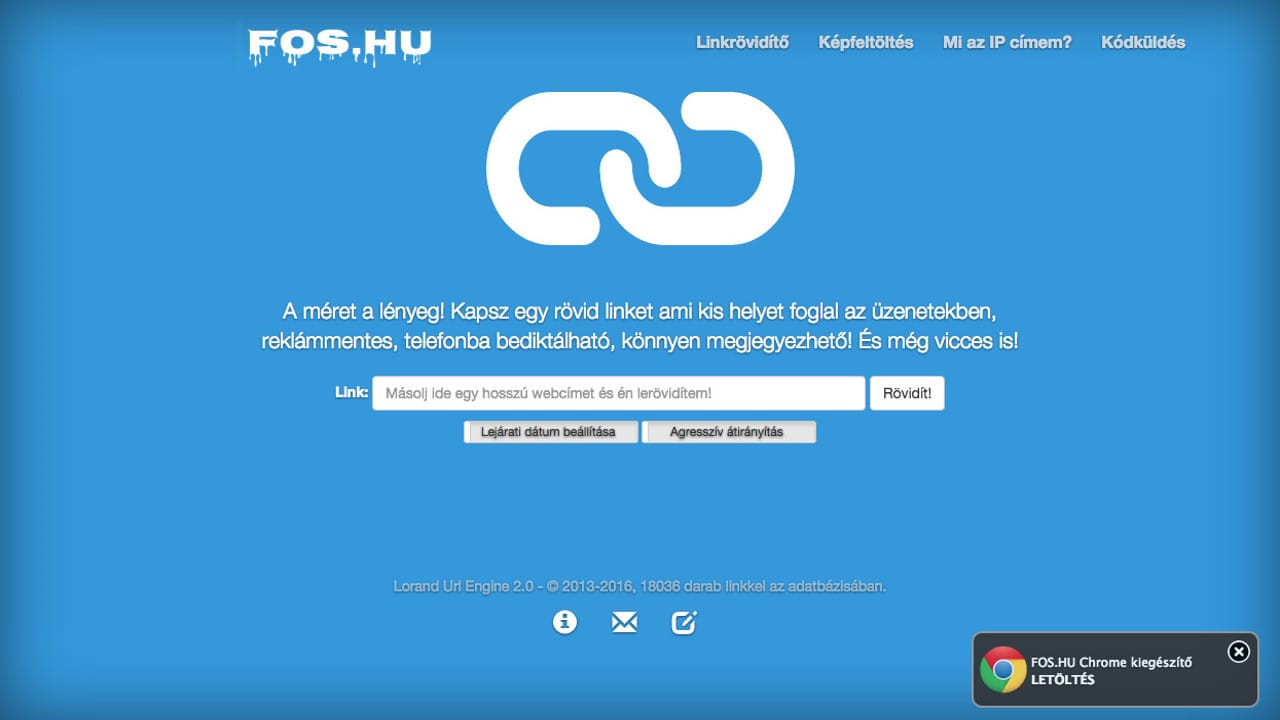 FOS.HU
Linkrövidítő Képfeltöltés Mi az IP címem? Kódküldés
A méret a lényeg! Kapsz egy rövid linket ami kis helyet foglal az üzenetekben,
reklámmentes, telefonba bediktálható, könnyen megjegyezhető! És még vicces is!
Link: Másolj ide egy hosszú webcímet és én lerövidítem! Rövidít!
Lejárati dátum beállítása Agresszív átirányítás
Lorand Url Engine 2.0 - © 2013-2016, 18036 darab linkkel az adatbázisában.
FOS.HU Chrome kiegészítő
LETÖLTÉS